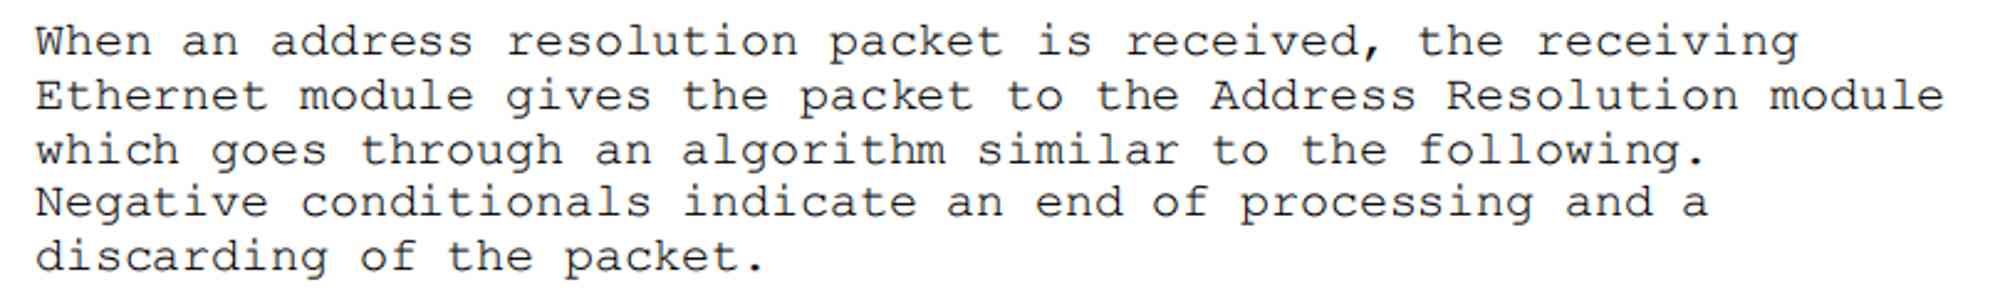 When an address resolution packet is received, the receiving
Ethernet module gives the packet to the Address Resolution module
which goes through an algorithm similar to the following.
Negative conditionals indicate an end of processing and a
discarding of the packet.